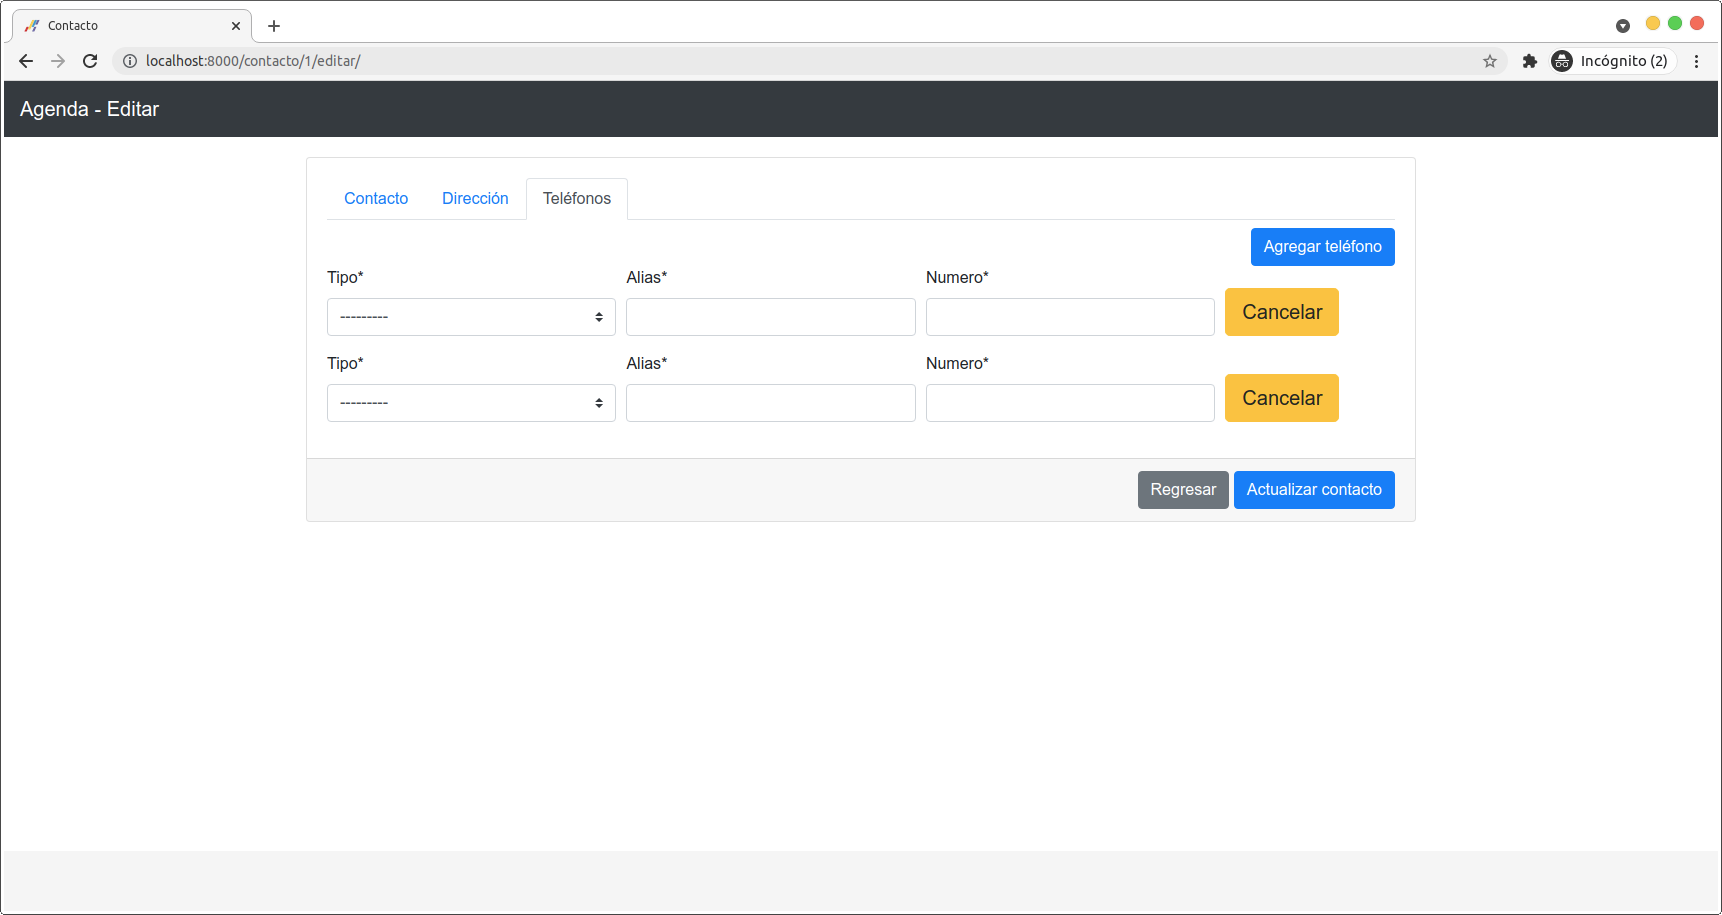 Contacto
localhost:8000/contacto/1/editar/
Incógnito (2)
Agenda - Editar
Contacto Dirección Teléfonos
Agregar teléfono
Tipo* Alias* Numero*
--------- Cancelar
Tipo* Alias* Numero*
--------- Cancelar
Regresar Actualizar contacto